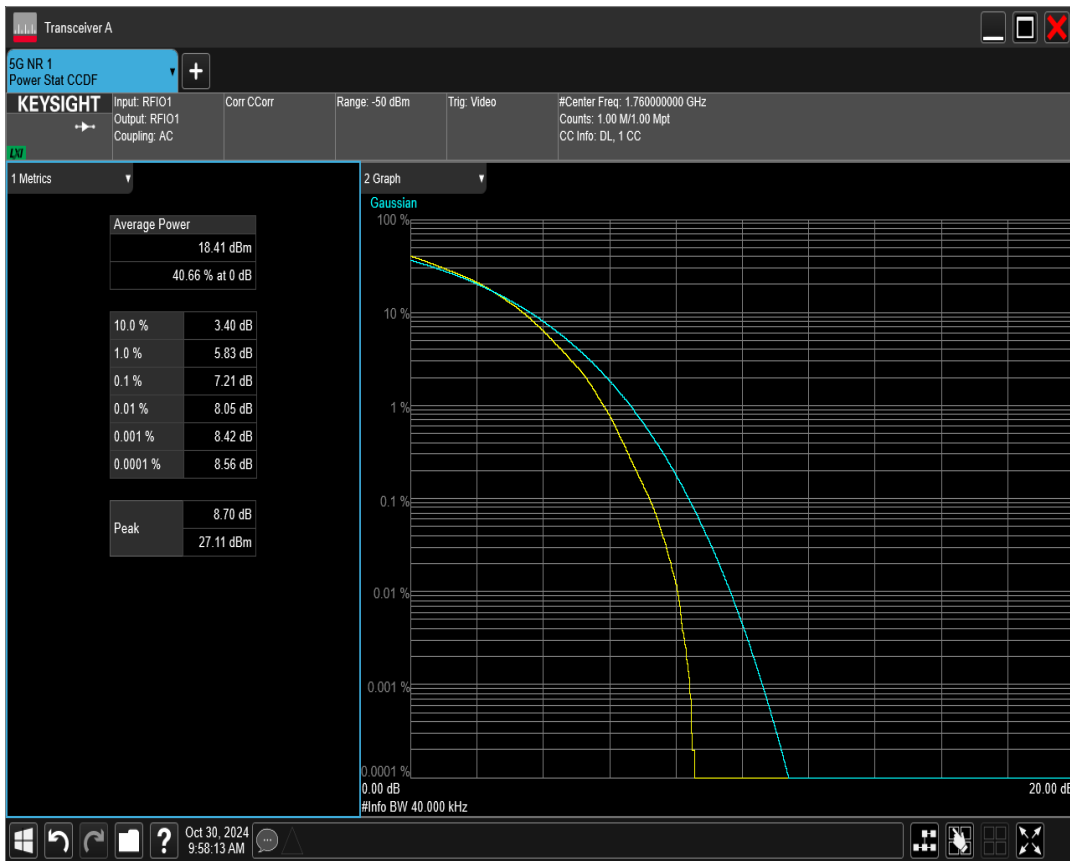 Transceiver A
5G NR 1
Power Stat CCDF
KEYSIGHT
LXI
Input: RFIO1
Output: RFIO1
Coupling: AC
Corr CCorr
Range: -50 dBm
Trig: Video
#Center Freq: 1.760000000 GHz
Counts: 1.00 M/1.00 Mpt
CC Info: DL, 1 CC
1 Metrics
Average Power
18.41 dBm
40.66 % at 0 dB
10.0 % 3.40 dB
1.0 % 5.83 dB
0.1 % 7.21 dB
0.01 % 8.05 dB
0.001 % 8.42 dB
0.0001 % 8.56 dB
Peak
8.70 dB
27.11 dBm
2 Graph
Gaussian
100 %
10 %
1 %
0.1 %
0.01 %
0.001 %
0.0001 %
0.00 dB 20.00 dB
#Info BW 40.000 kHz
Oct 30, 2024
9:58:13 AM